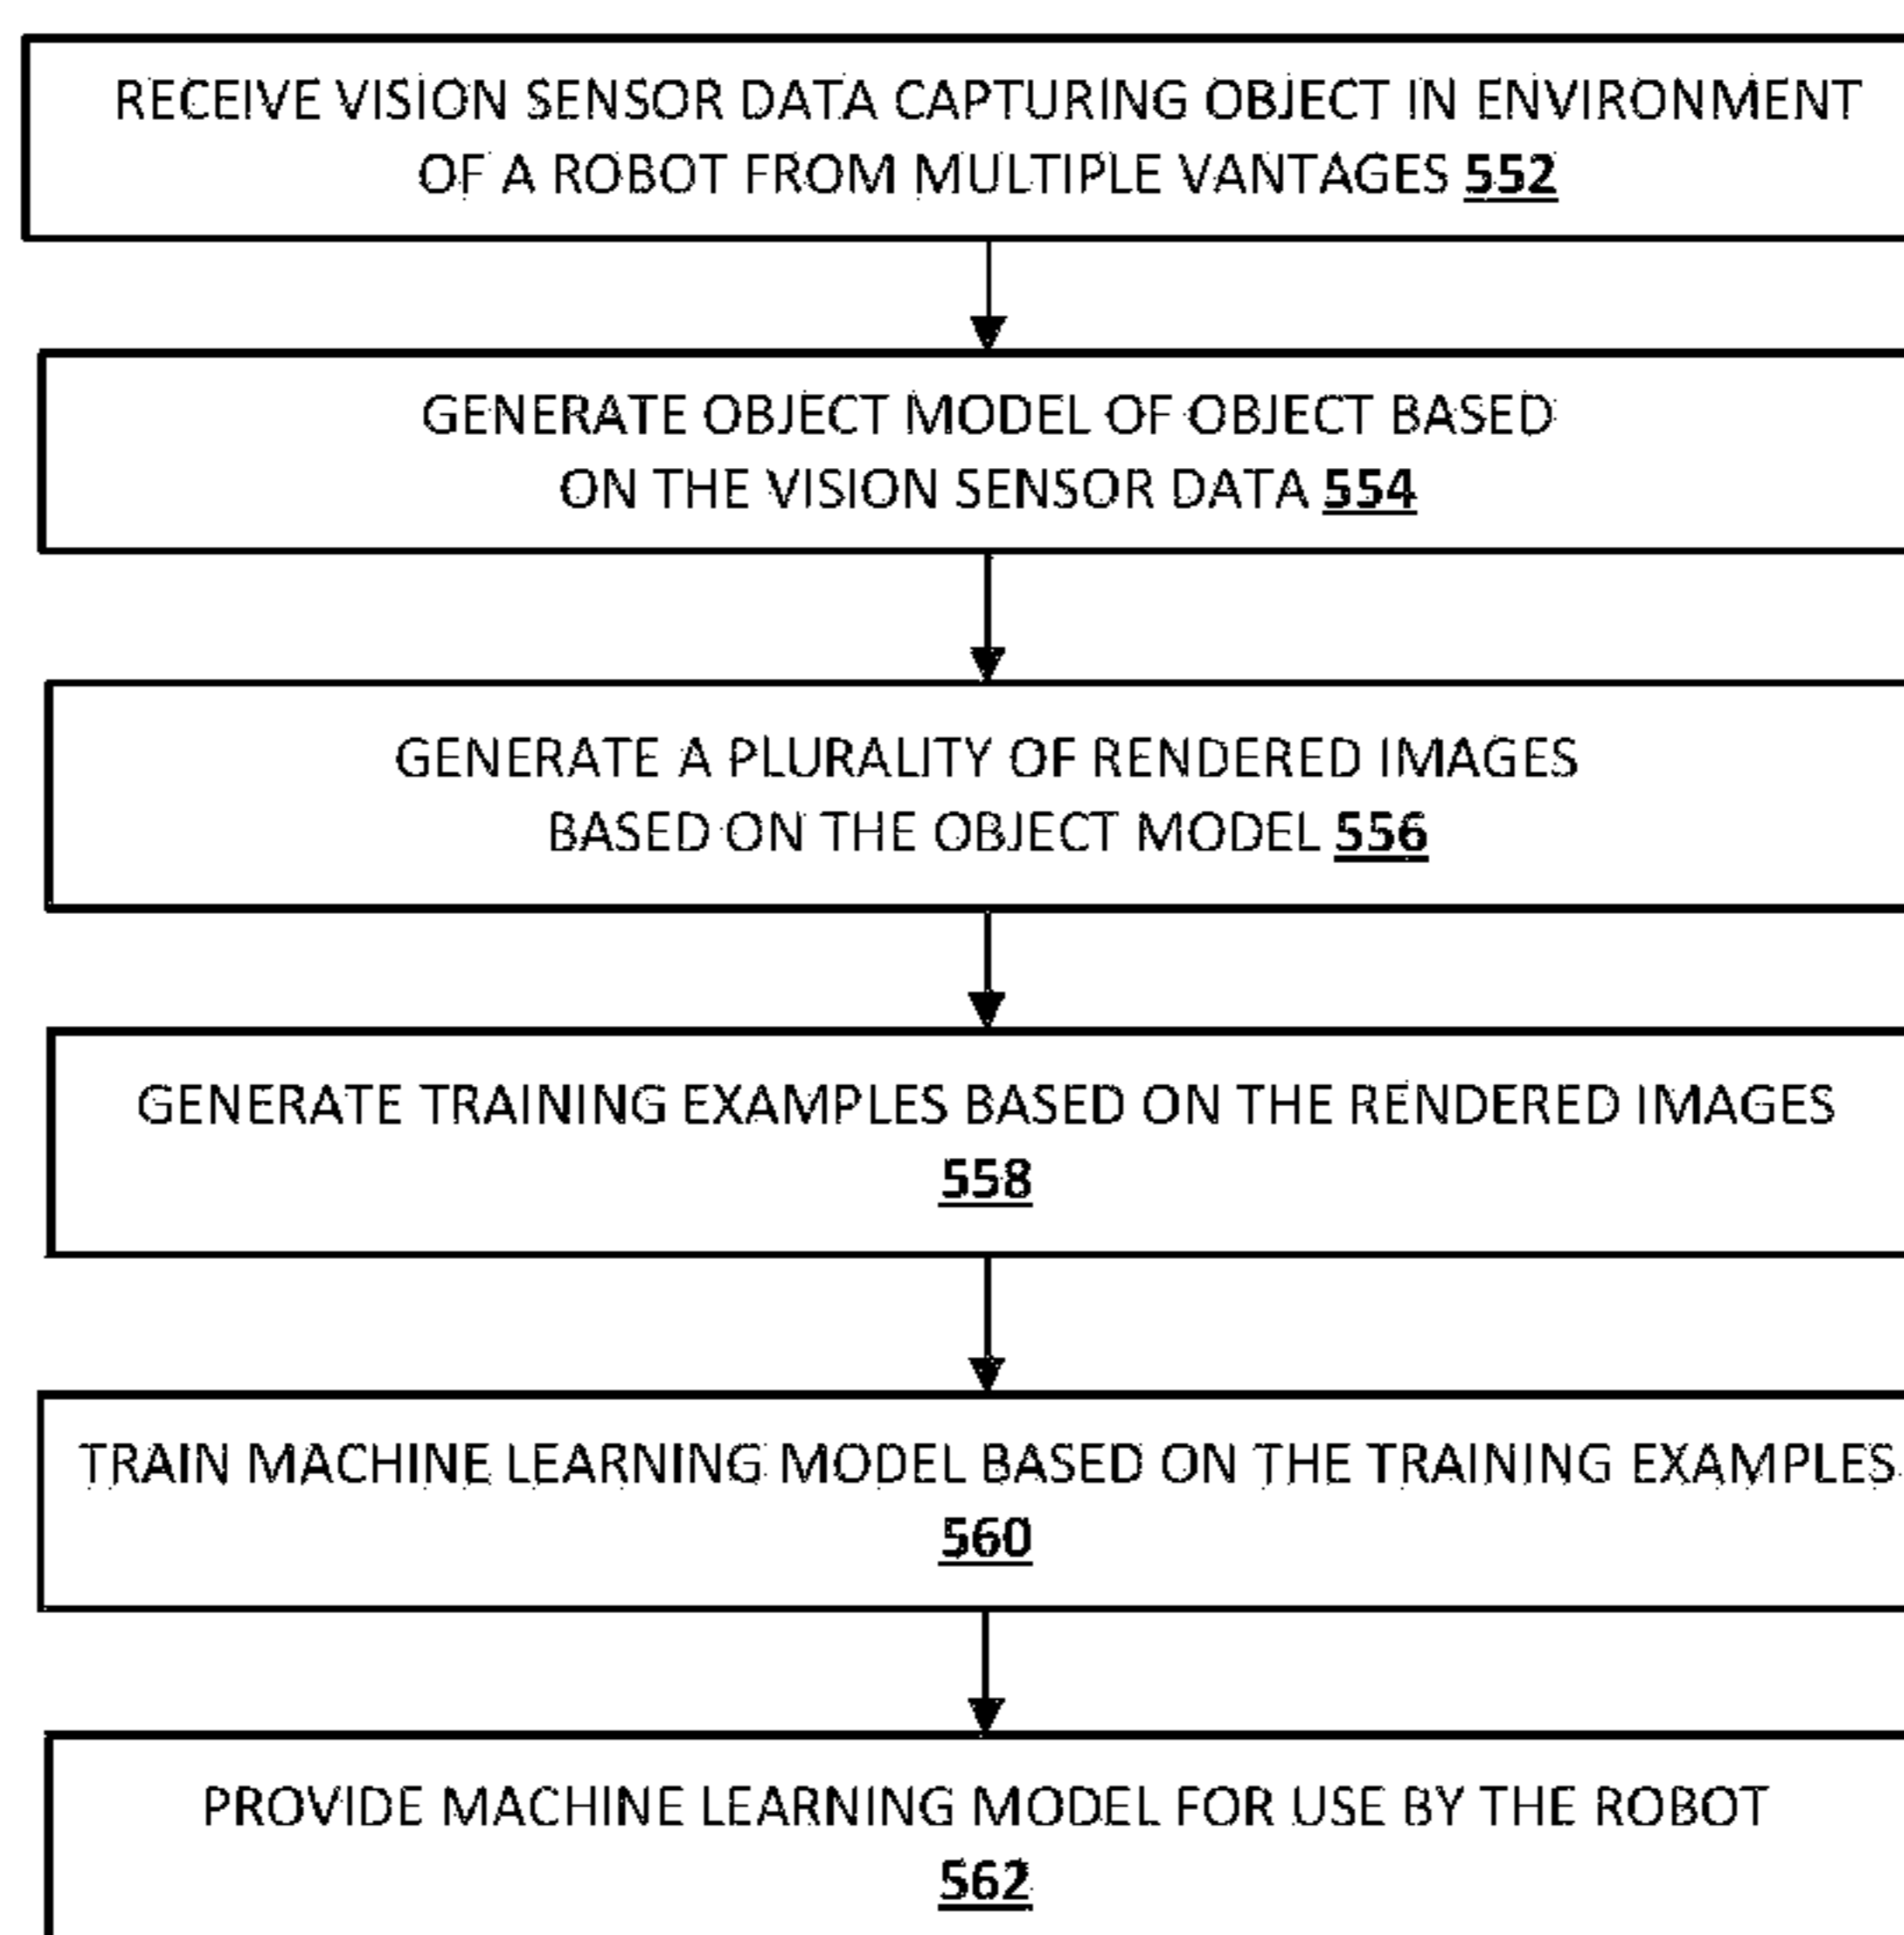 RECEIVE VISION SENSOR DATA CAPTURING OBJECT IN ENVIRONMENT
OF A ROBOT FROM MULTIPLE VANTAGES 552
GENERATE OBJECT MODEL OF OBJECT BASED
ON THE VISION SENSOR DATA 554
GENERATE A PLURALITY OF RENDERED IMAGES
BASED ON THE OBJECT MODEL 556
GENERATE TRAINING EXAMPLES BASED ON THE RENDERED IMAGES
558
TRAIN MACHINE LEARNING MODEL BASED ON THE TRAINING EXAMPLES
560
PROVIDE MACHINE LEARNING MODEL FOR USE BY THE ROBOT
562